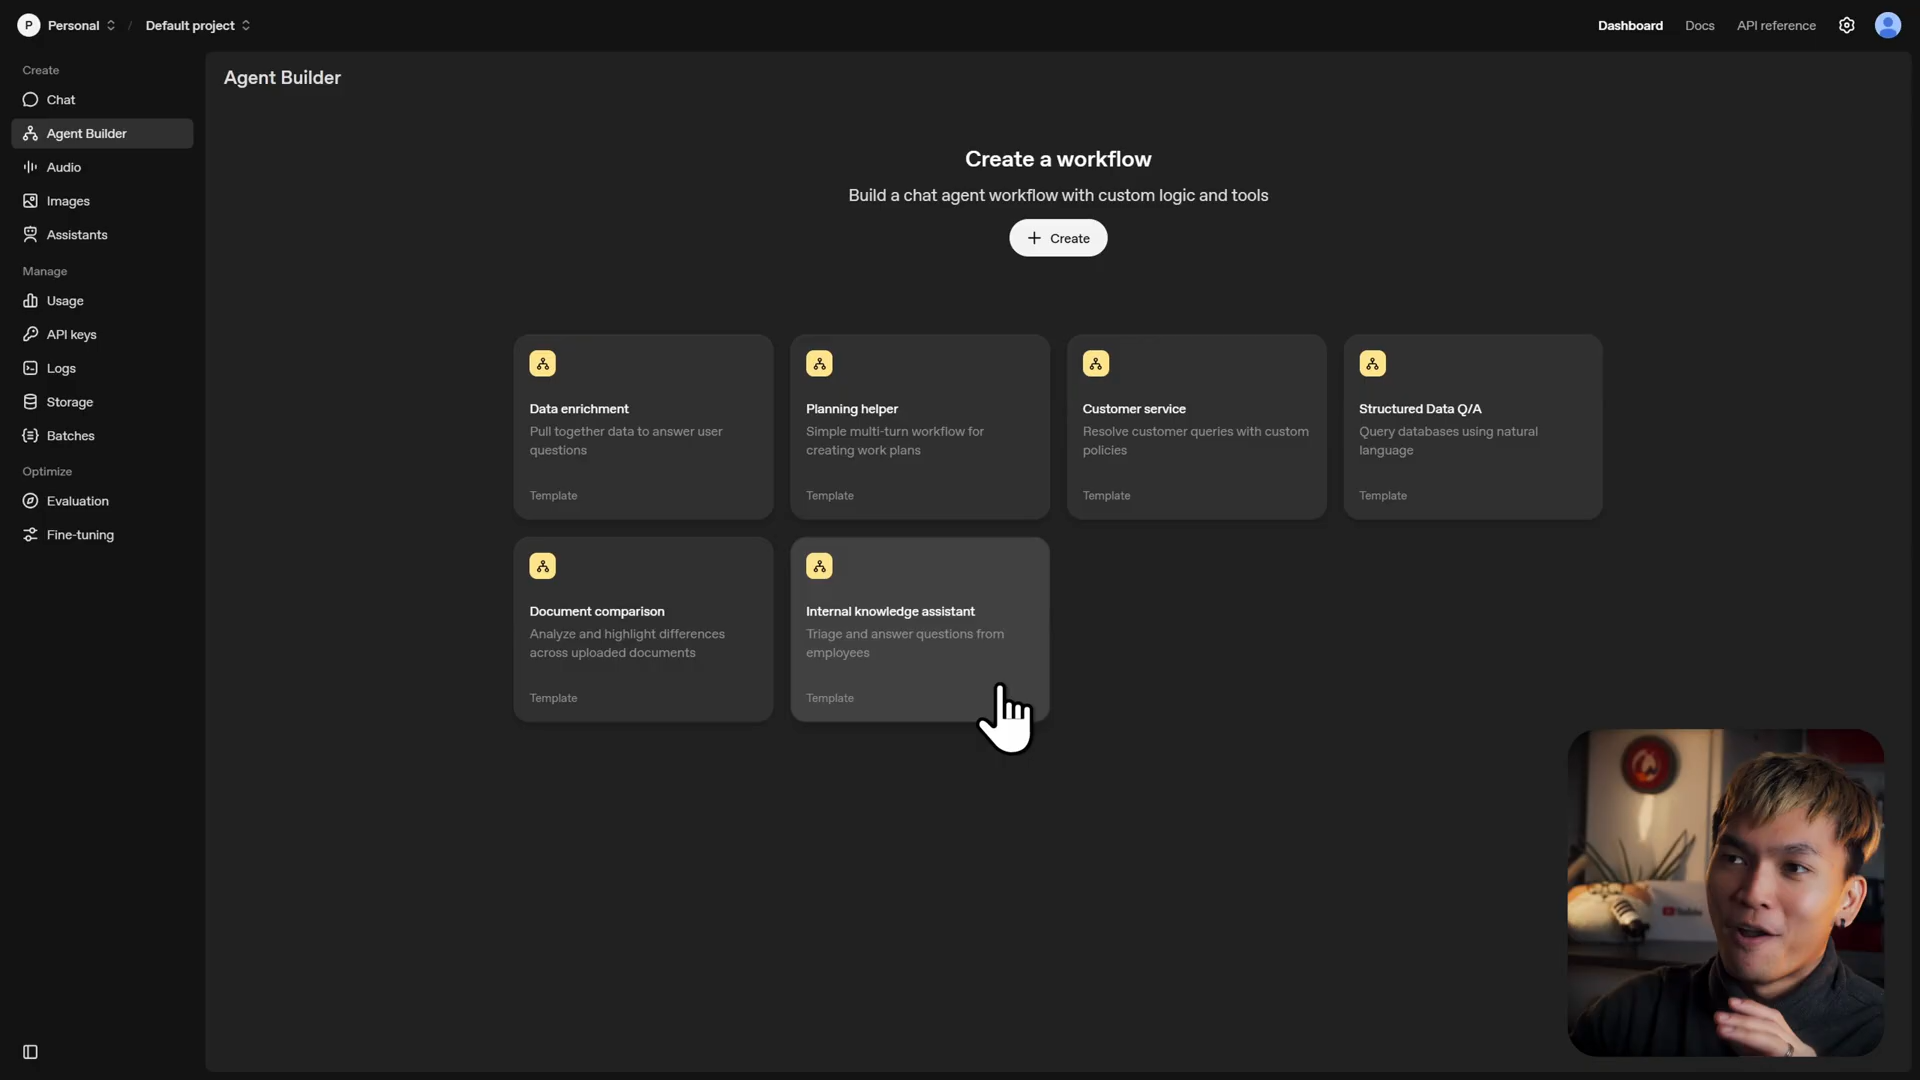 P Personal / Default project
Dashboard Docs API reference
Create
Chat
Agent Builder
Audio
Images
Assistants
Manage
Usage
API keys
Logs
Storage
Batches
Optimize
Evaluation
Fine-tuning
Agent Builder
Create a workflow
Build a chat agent workflow with custom logic and tools
+ Create
Data enrichment
Pull together data to answer user
questions
Template
Planning helper
Simple multi-turn workflow for
creating work plans
Template
Customer service
Resolve customer queries with custom
policies
Template
Structured Data Q/A
Query databases using natural
language
Template
Document comparison
Analyze and highlight differences
across uploaded documents
Template
Internal knowledge assistant
Triage and answer questions from
employees
Template
YouTube